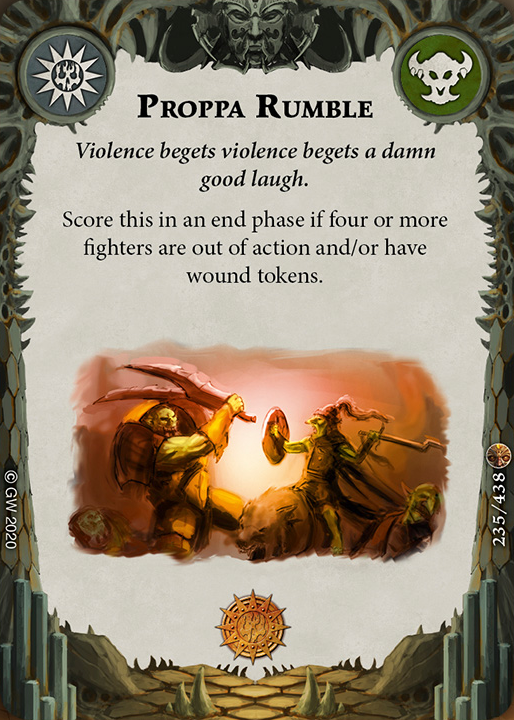 Proppa Rumble
Violence begets violence begets a damn
good laugh.
Score this in an end phase if four or more
fighters are out of action and/or have
wound tokens.
© GW 2020
235/438